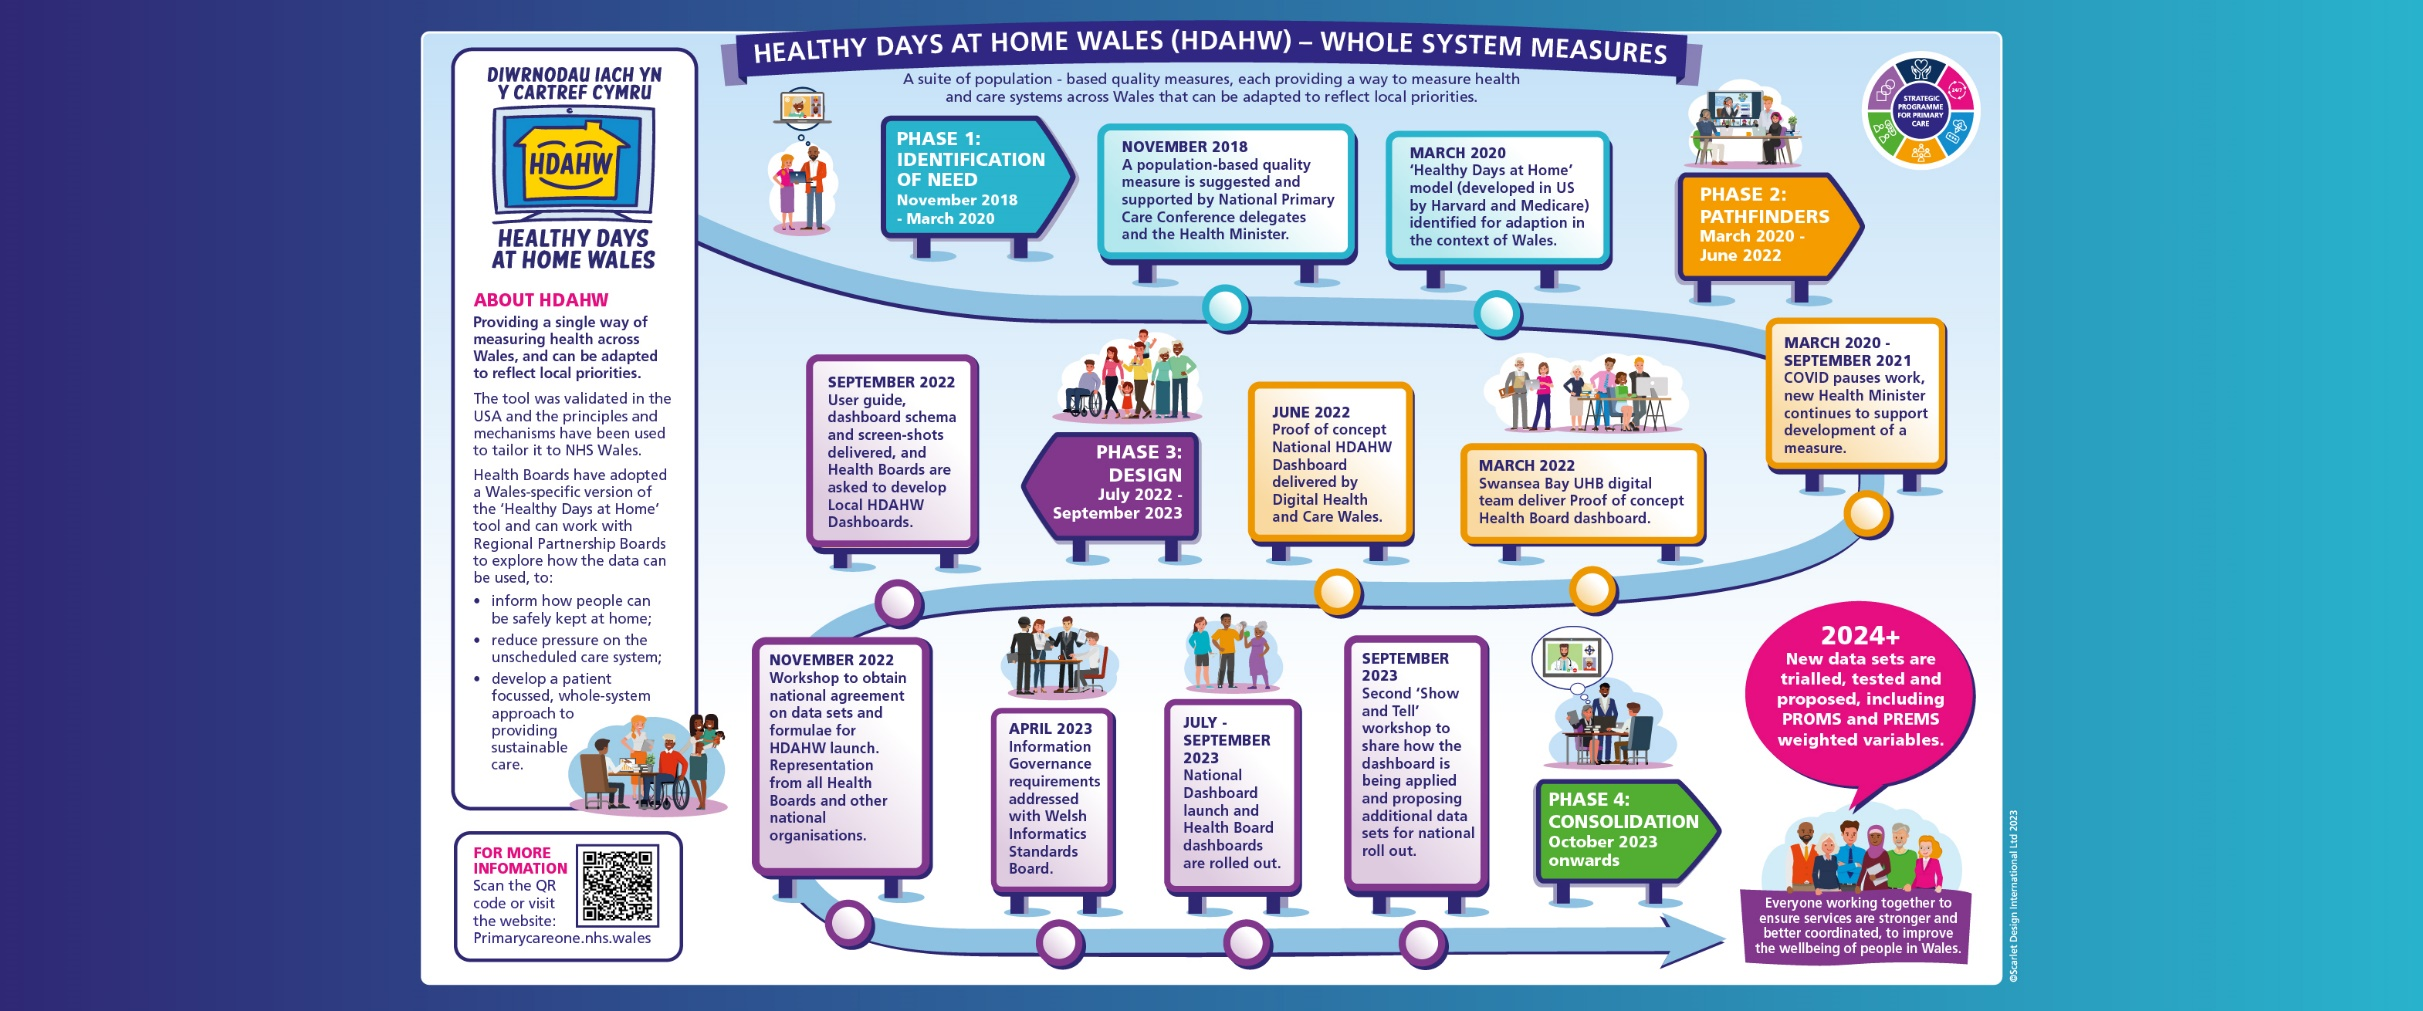 HEALTHY DAYS AT HOME WALES (HDAHW) – WHOLE SYSTEM MEASURES
A suite of population - based quality measures, each providing a way to measure health
and care systems across Wales that can be adapted to reflect local priorities.
DIWRNODAU IACH YN
Y CARTREF CYMRU
HDAHW
HEALTHY DAYS
AT HOME WALES
ABOUT HDAHW
Providing a single way of
measuring health across
Wales, and can be adapted
to reflect local priorities.
The tool was validated in the
USA and the principles and
mechanisms have been used
to tailor it to NHS Wales.
Health Boards have adopted
a Wales-specific version of
the ‘Healthy Days at Home’
tool and can work with
Regional Partnership Boards
to explore how the data can
be used, to:
• inform how people can
be safely kept at home;
• reduce pressure on the
unscheduled care system;
• develop a patient
focussed, whole-system
approach to
providing
sustainable
care.
FOR MORE
INFOMATION
Scan the QR
code or visit
the website:
Primarycareone.nhs.wales
PHASE 1:
IDENTIFICATION
OF NEED
November 2018
- March 2020
NOVEMBER 2018
A population-based quality
measure is suggested and
supported by National Primary
Care Conference delegates
and the Health Minister.
MARCH 2020
‘Healthy Days at Home’
model (developed in US
by Harvard and Medicare)
identified for adaption in
the context of Wales.
PHASE 2:
PATHFINDERS
March 2020 -
June 2022
STRATEGIC
PROGRAMME
FOR PRIMARY
CARE
24/7
MARCH 2020 -
SEPTEMBER 2021
COVID pauses work,
new Health Minister
continues to support
development of a
measure.
MARCH 2022
Swansea Bay UHB digital
team deliver Proof of concept
Health Board dashboard.
JUNE 2022
Proof of concept
National HDAHW
Dashboard
delivered by
Digital Health
and Care Wales.
PHASE 3:
DESIGN
July 2022 -
September 2023
SEPTEMBER 2022
User guide,
dashboard schema
and screen-shots
delivered, and
Health Boards are
asked to develop
Local HDAHW
Dashboards.
NOVEMBER 2022
Workshop to obtain
national agreement
on data sets and
formulae for
HDAHW launch.
Representation
from all Health
Boards and other
national
organisations.
APRIL 2023
Information
Governance
requirements
addressed
with Welsh
Informatics
Standards
Board.
JULY -
SEPTEMBER
2023
National
Dashboard
launch and
Health Board
dashboards
are rolled out.
SEPTEMBER
2023
Second ‘Show
and Tell’
workshop to
share how the
dashboard is
being applied
and proposing
additional data
sets for national
roll out.
PHASE 4:
CONSOLIDATION
October 2023
onwards
2024+
New data sets are
trialled, tested and
proposed, including
PROMS and PREMS
weighted variables.
Everyone working together to
ensure services are stronger and
better coordinated, to improve
the wellbeing of people in Wales.
©Scarlet Design International Ltd 2023